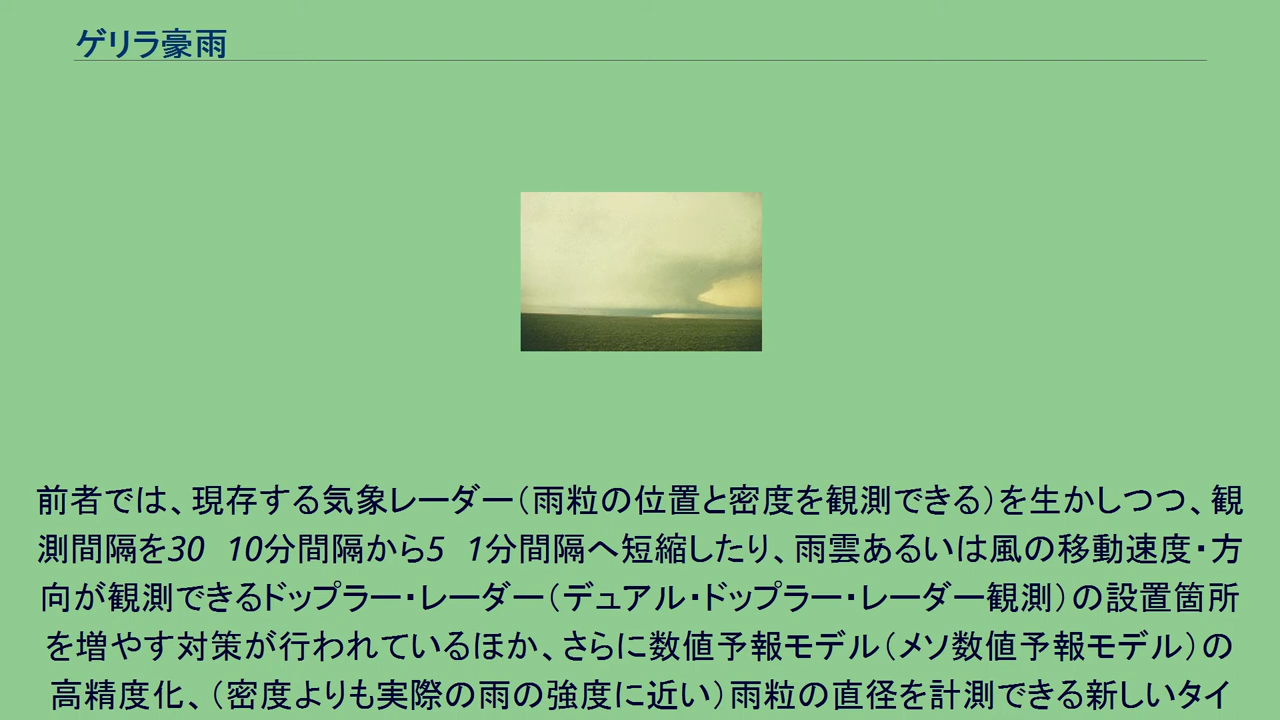 ゲリラ豪雨
前者では、現存する気象レーダー（雨粒の位置と密度を観測できる）を生かしつつ、観
測間隔を30 10分間隔から5 1分間隔へ短縮したり、雨雲あるいは風の移動速度・方
向が観測できるドップラー・レーダー（デュアル・ドップラー・レーダー観測）の設置箇所
を増やす対策が行われているほか、さらに数値予報モデル（メソ数値予報モデル）の
高精度化、（密度よりも実際の雨の強度に近い）雨粒の直径を計測できる新しいタイ